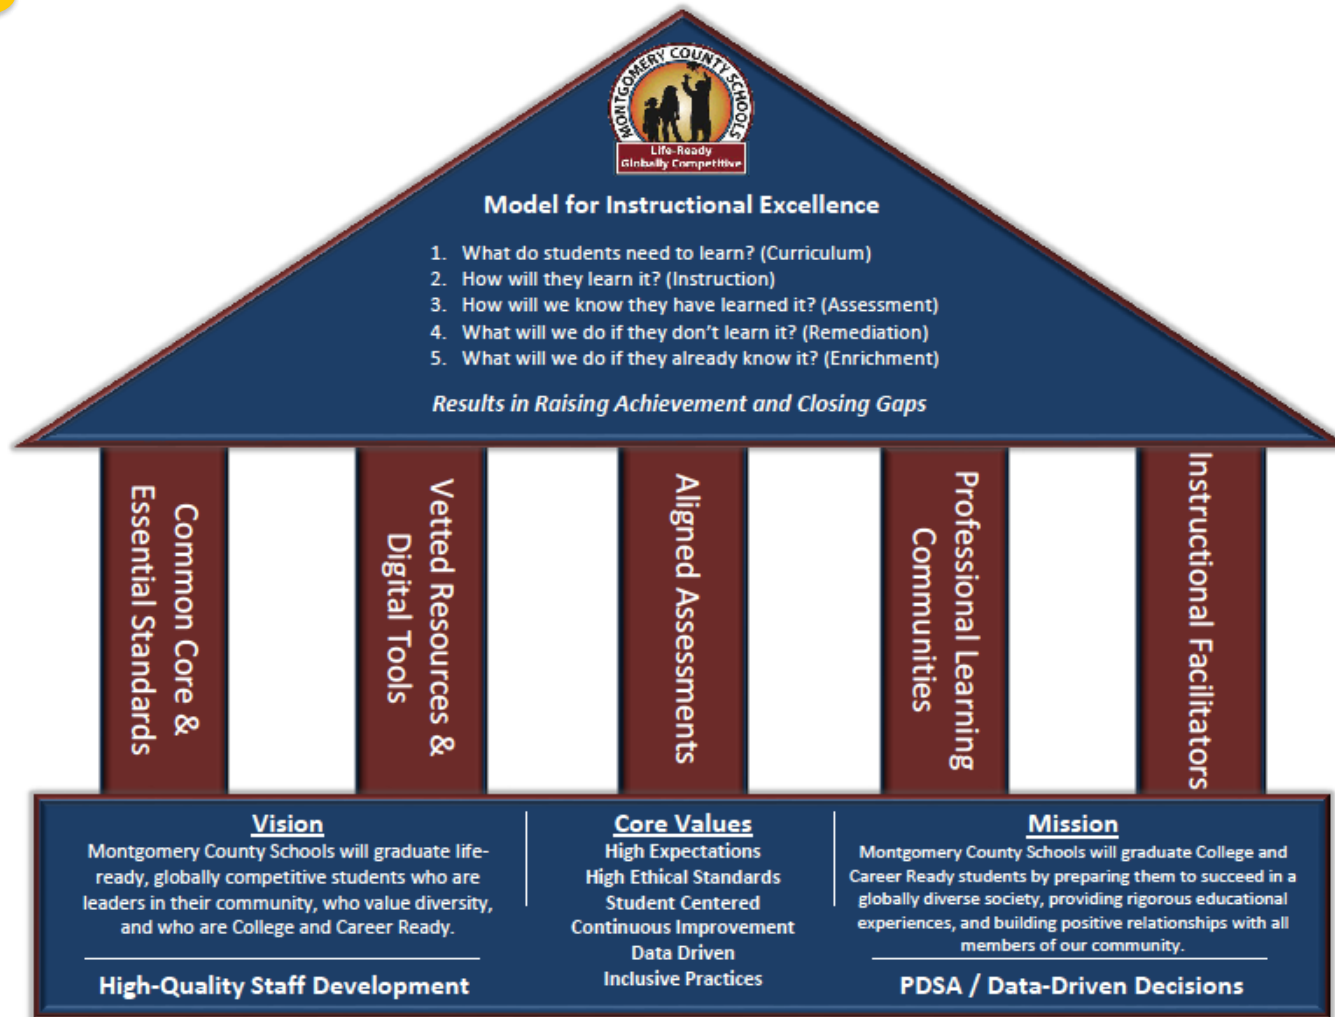 MONTGOMERY COUNTY SCHOOLS
Life-Ready
Globally Competitive
Model for Instructional Excellence
1. What do students need to learn? (Curriculum)
2. How will they learn it? (Instruction)
3. How will we know they have learned it? (Assessment)
4. What will we do if they don't learn it? (Remediation)
5. What will we do if they already know it? (Enrichment)
Results in Raising Achievement and Closing Gaps
Common Core &
Essential Standards
Vetted Resources &
Digital Tools
Aligned Assessments
Professional Learning
Communities
Instructional Facilitators
Vision
Montgomery County Schools will graduate life-
ready, globally competitive students who are
leaders in their community, who value diversity,
and who are College and Career Ready.
High-Quality Staff Development
Core Values
High Expectations
High Ethical Standards
Student Centered
Continuous Improvement
Data Driven
Inclusive Practices
Mission
Montgomery County Schools will graduate College and
Career Ready students by preparing them to succeed in a
globally diverse society, providing rigorous educational
experiences, and building positive relationships with all
members of our community.
PDSA / Data-Driven Decisions